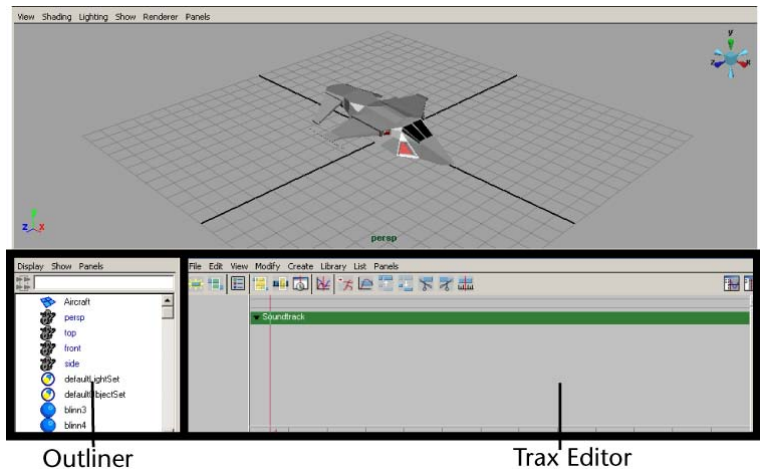 View Shading Lighting Show Renderer Panels
y
z x
z x
persp
Display Show Panels
File Edit View Modify Create Library List Panels
Aircraft
persp
top
front
side
defaultLightSet
defaultObjectSet
blinn3
blinn4
Soundtrack
Outliner
Trax Editor